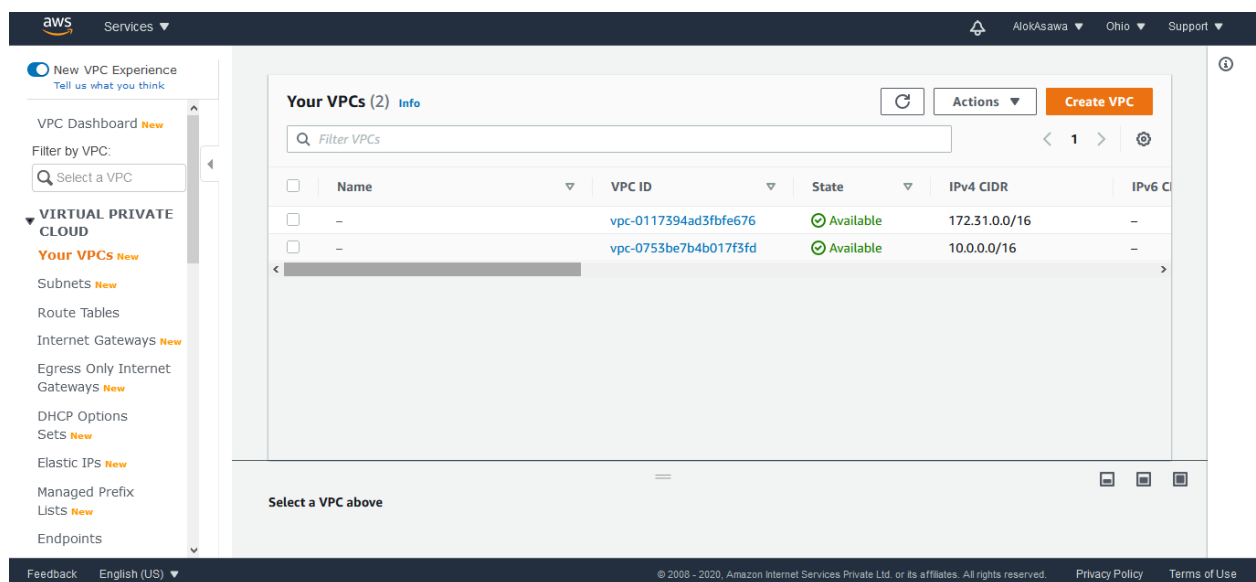 aws Services ▼ AlokAsawa ▼ Ohio ▼ Support ▼
New VPC Experience
Tell us what you think
VPC Dashboard New
Filter by VPC:
Select a VPC
VIRTUAL PRIVATE
CLOUD
Your VPCs New
Subnets New
Route Tables
Internet Gateways New
Egress Only Internet
Gateways New
DHCP Options
Sets New
Elastic IPs New
Managed Prefix
Lists New
Endpoints
Your VPCs (2) Info Actions ▼ Create VPC
Filter VPCs < 1 >
Name VPC ID State IPv4 CIDR IPv6 CI
– vpc-0117394ad3fbfe676 Available 172.31.0.0/16 –
– vpc-0753be7b4b017f3fd Available 10.0.0.0/16 –
Select a VPC above
Feedback English (US) ▼ © 2008 - 2020, Amazon Internet Services Private Ltd. or its affiliates. All rights reserved. Privacy Policy Terms of Use